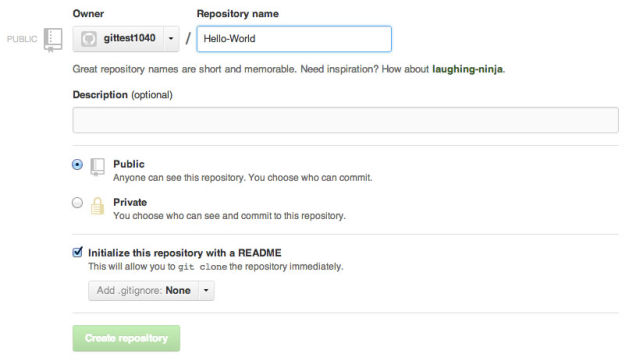 Owner Repository name
PUBLIC gittest1040 / Hello-World
Great repository names are short and memorable. Need inspiration? How about laughing-ninja.
Description (optional)
Public
Anyone can see this repository. You choose who can commit.
Private
You choose who can see and commit to this repository.
Initialize this repository with a README
This will allow you to git clone the repository immediately.
Add .gitignore: None
Create repository